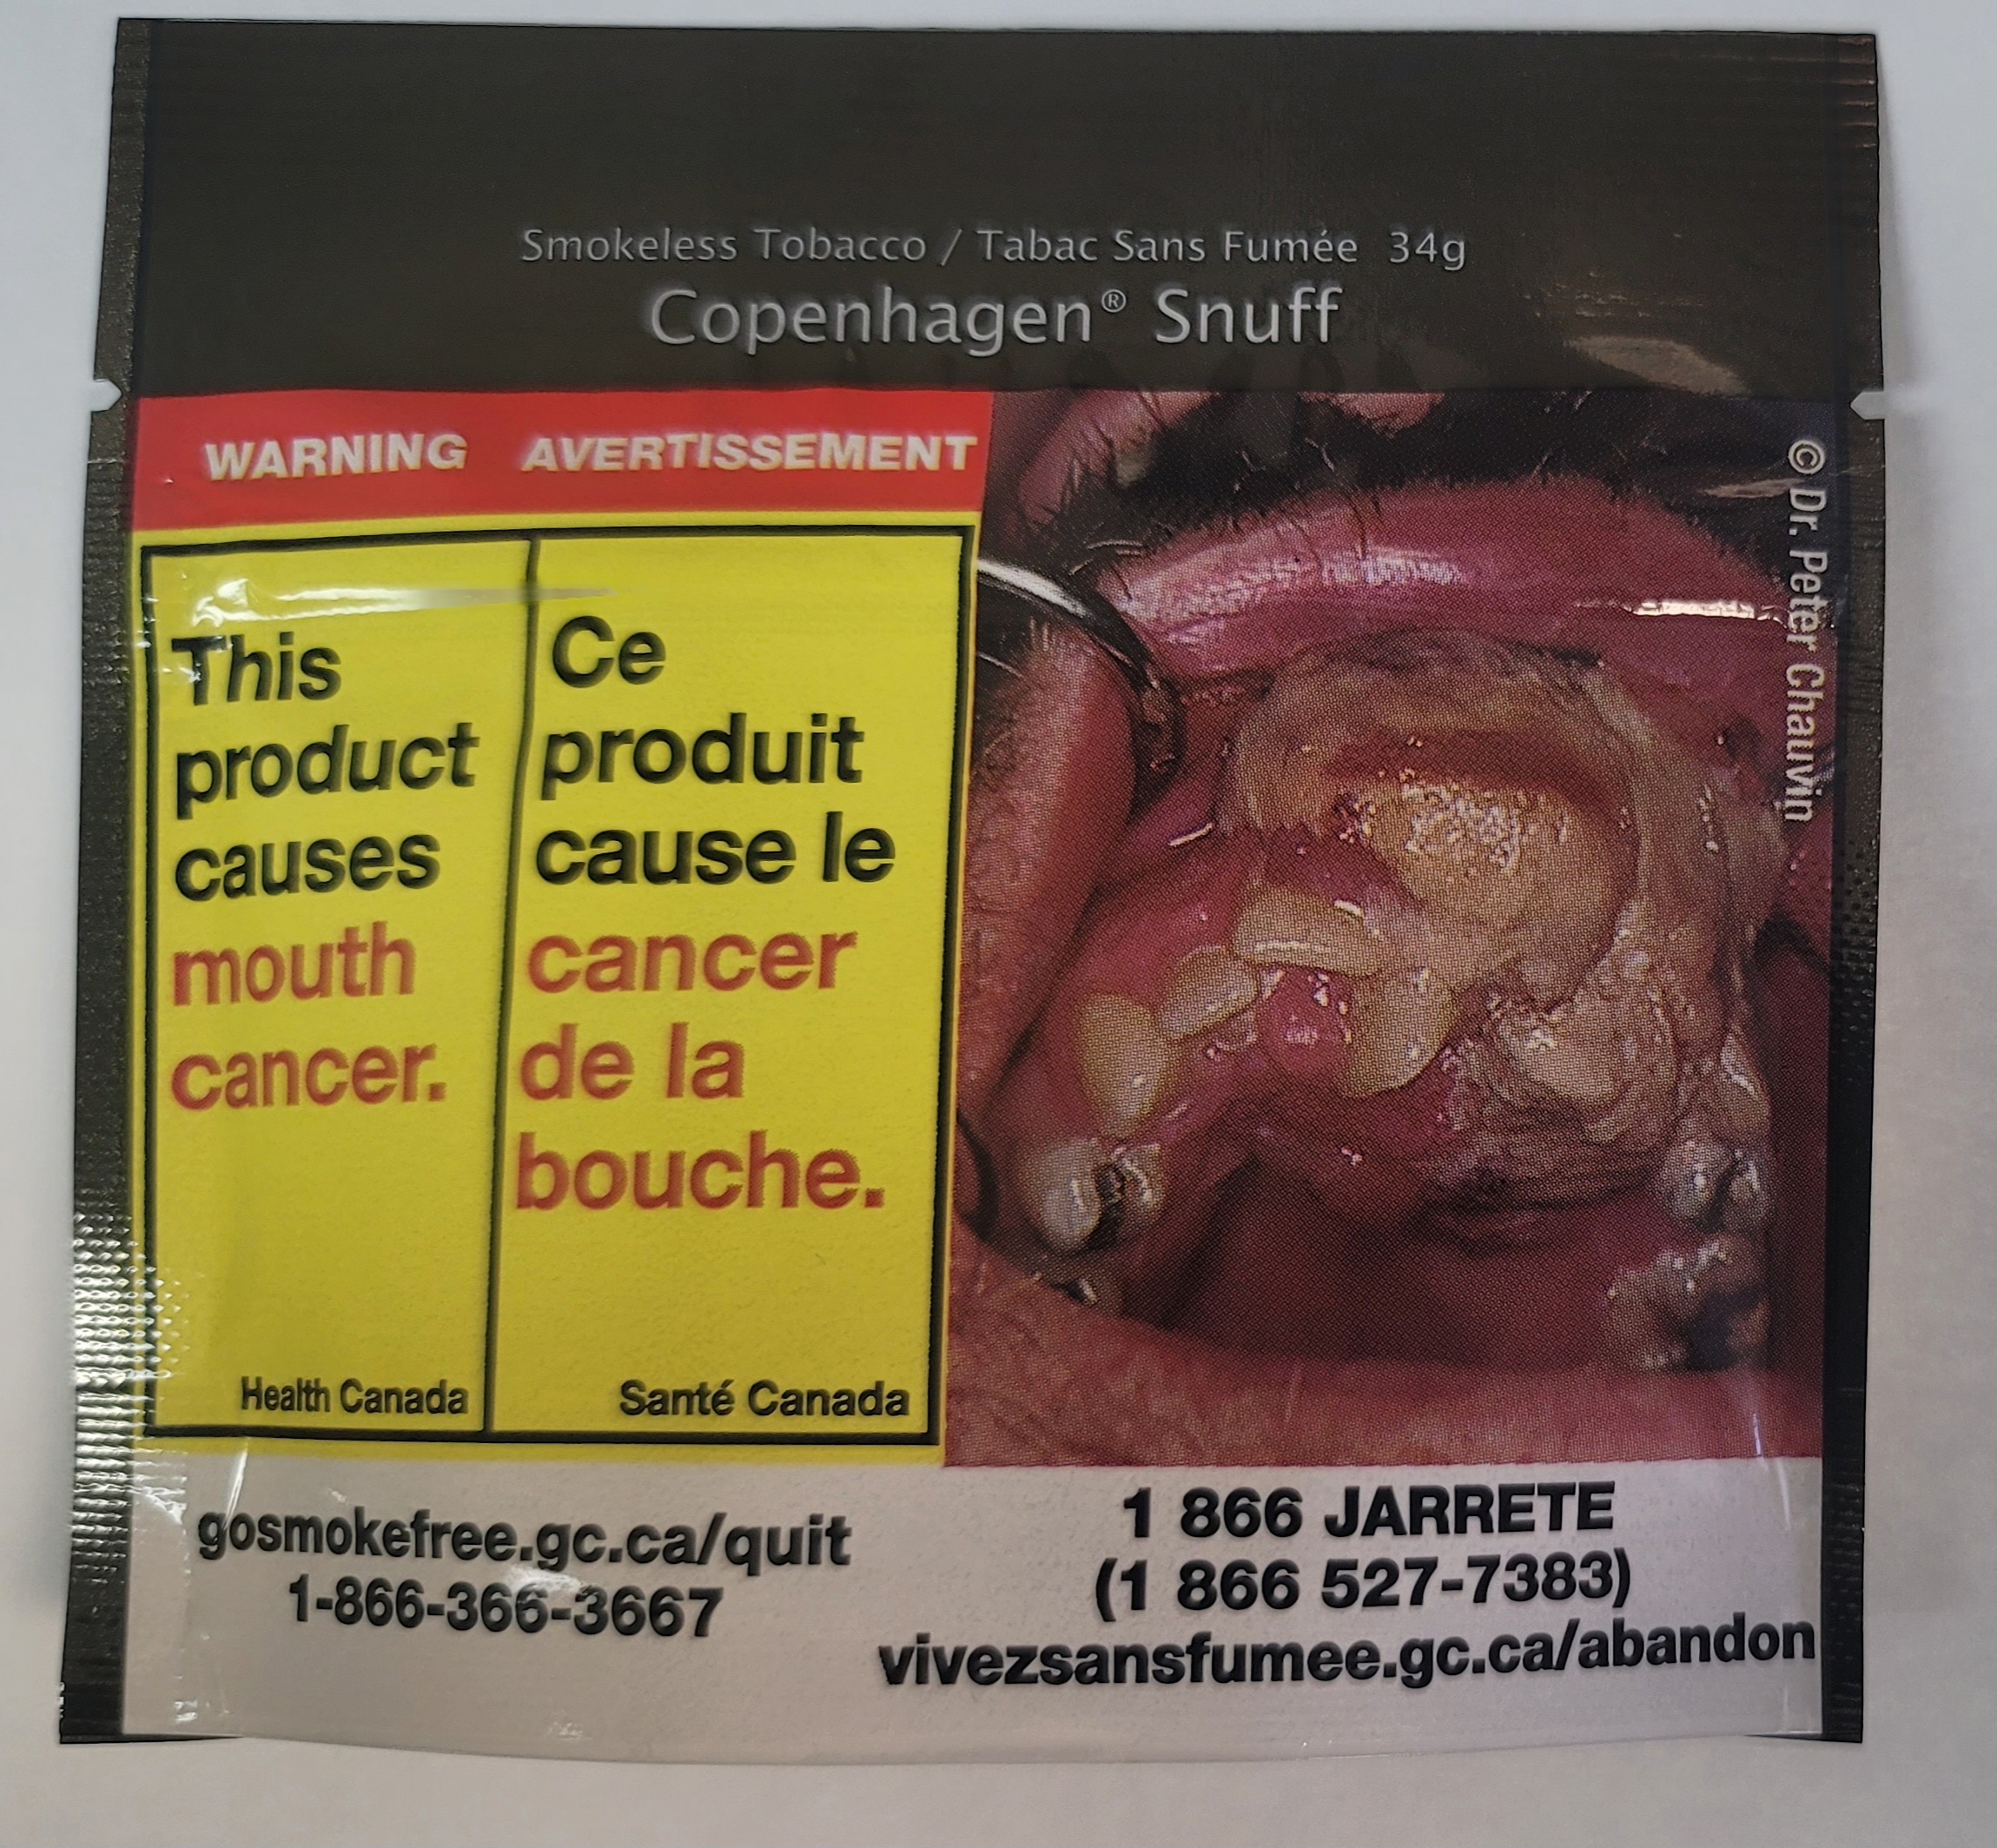 Smokeless Tobacco / Tabac Sans Fumée 34g
Copenhagen® Snuff
WARNING AVERTISSEMENT
This
product
causes
mouth
cancer.
Health Canada
Ce
produit
cause le
cancer
de la
bouche.
Santé Canada
© Dr. Peter Chauvin
gosmokefree.gc.ca/quit
1-866-366-3667
1 866 JARRETE
(1 866 527-7383)
vivezsansfumee.gc.ca/abandon